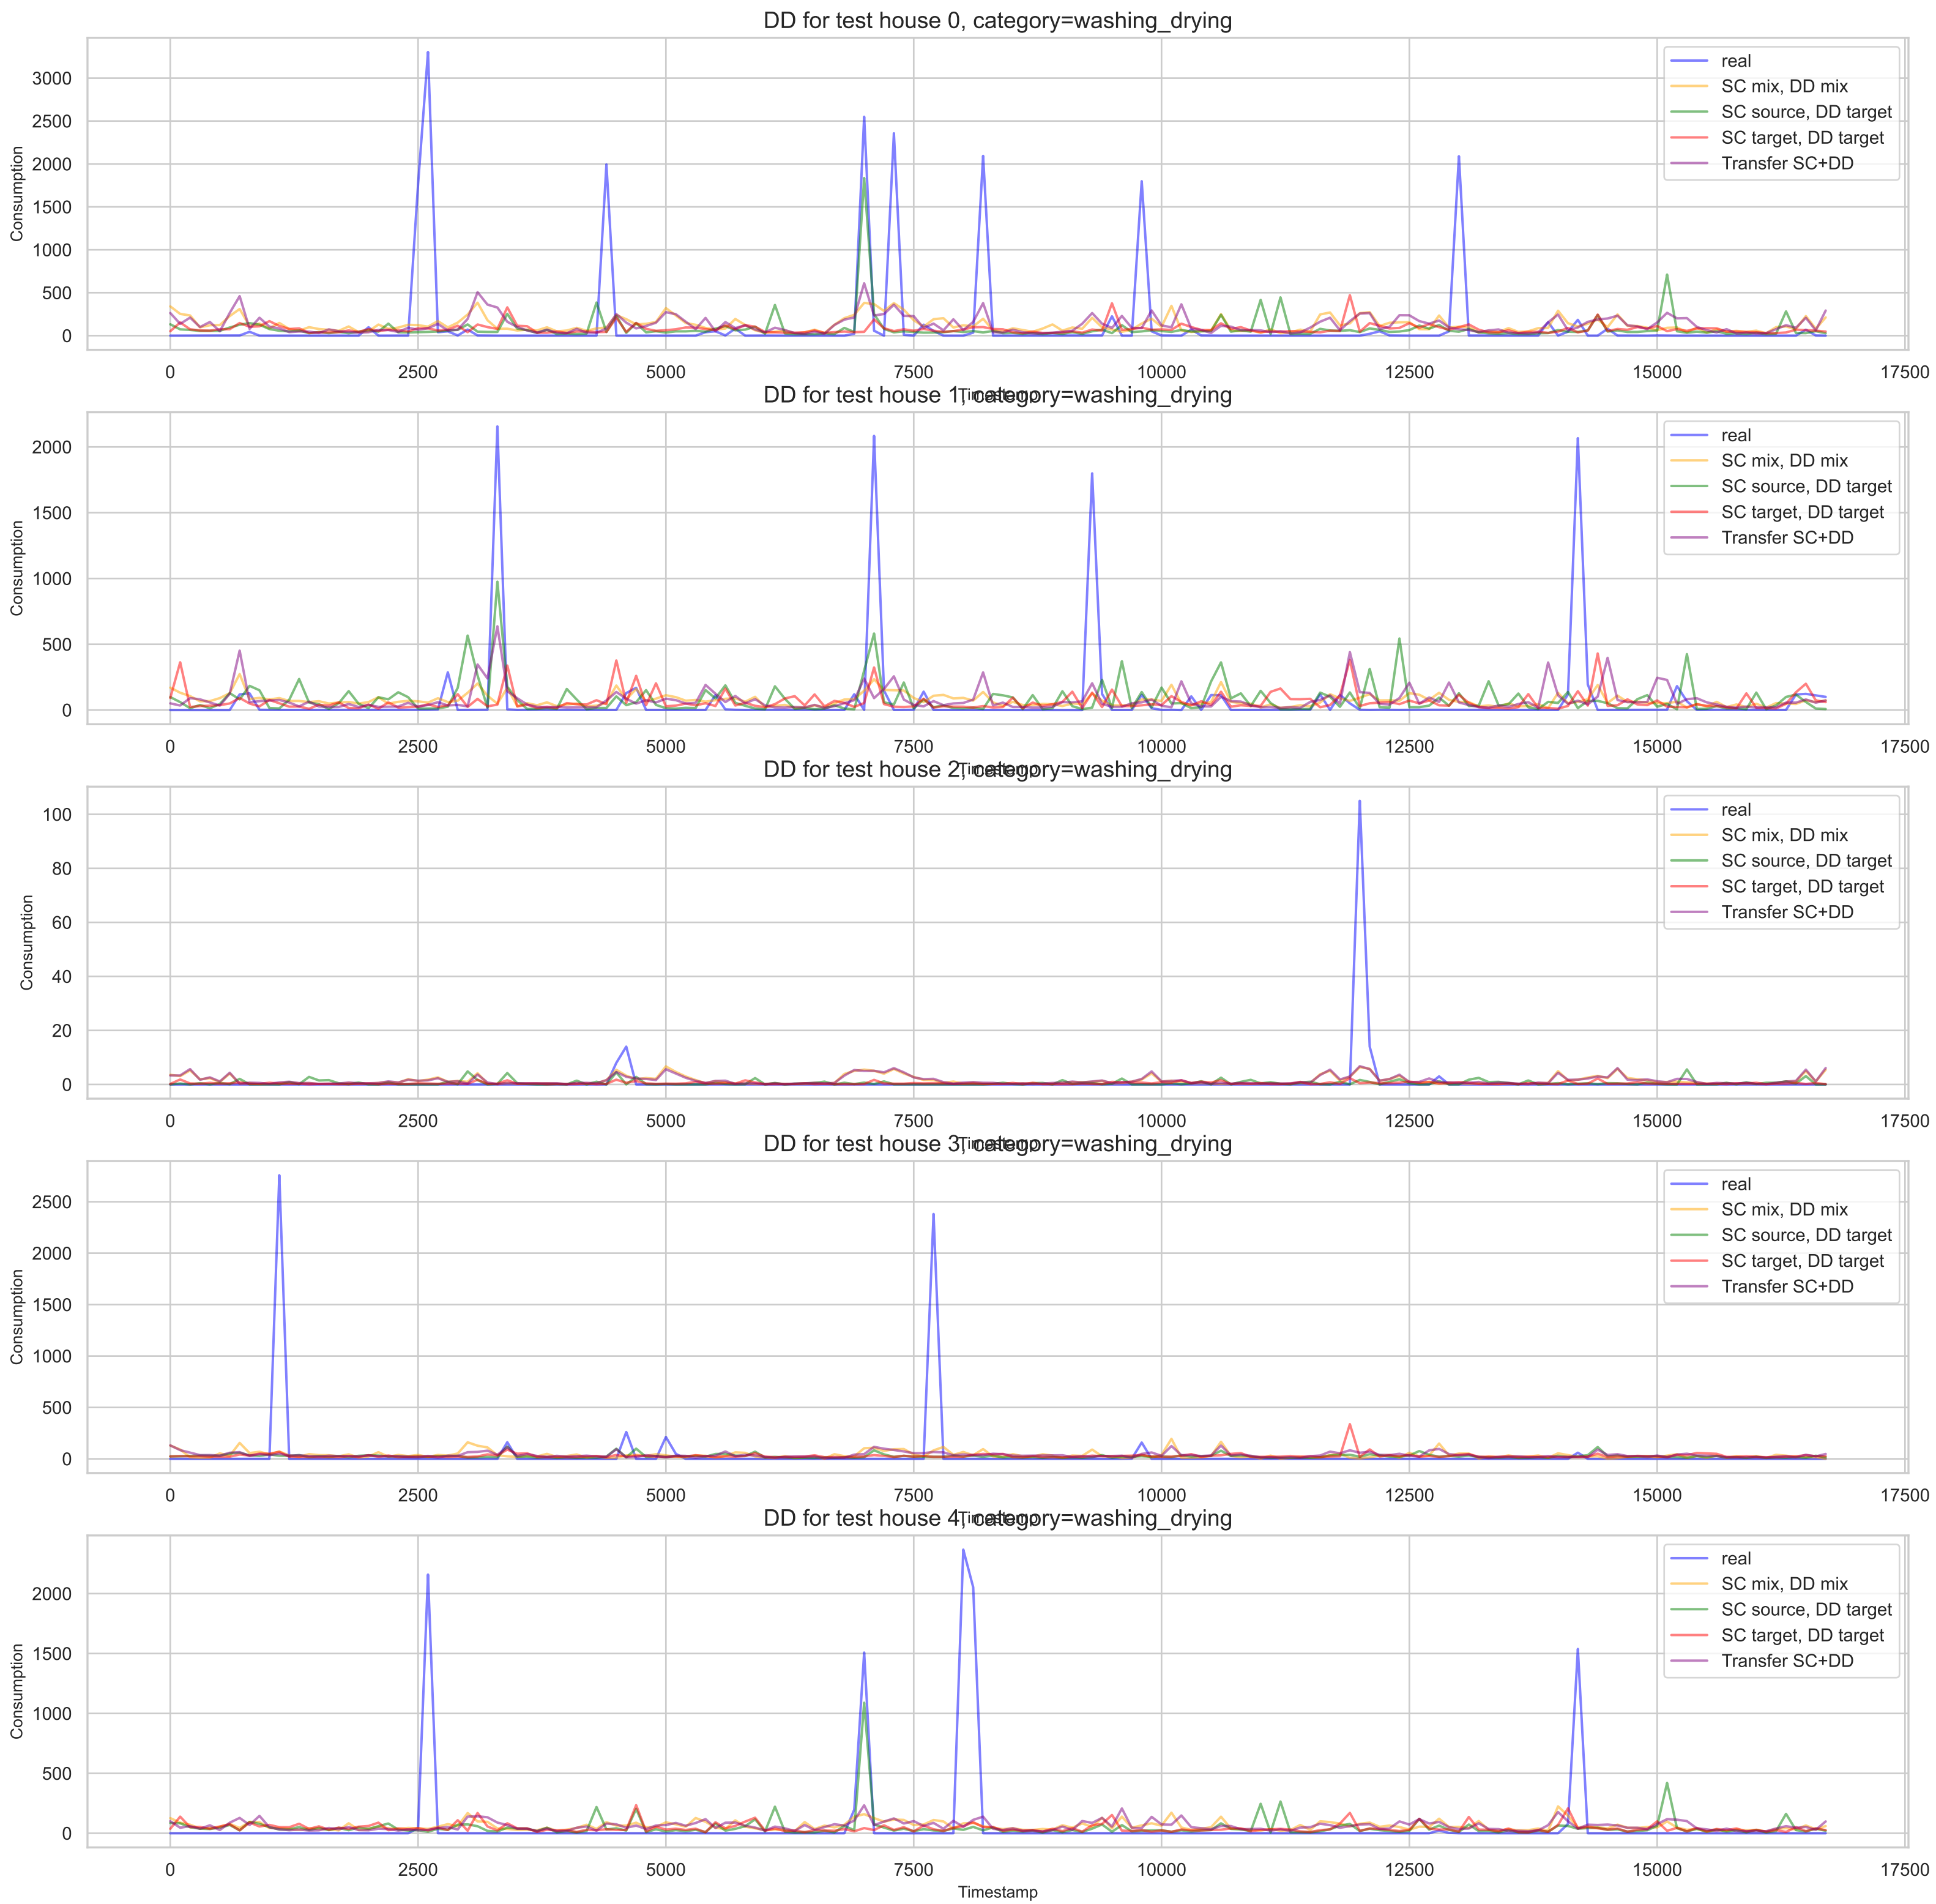 DD for test house 0, category=washing_drying
Consumption
3000
2500
2000
1500
1000
500
0
real
SC mix, DD mix
SC source, DD target
SC target, DD target
Transfer SC+DD
0 2500 5000 7500 10000 12500 15000 17500
Timestamp
DD for test house 1, category=washing_drying
Consumption
2000
1500
1000
500
0
real
SC mix, DD mix
SC source, DD target
SC target, DD target
Transfer SC+DD
0 2500 5000 7500 10000 12500 15000 17500
Timestamp
DD for test house 2, category=washing_drying
Consumption
100
80
60
40
20
0
real
SC mix, DD mix
SC source, DD target
SC target, DD target
Transfer SC+DD
0 2500 5000 7500 10000 12500 15000 17500
Timestamp
DD for test house 3, category=washing_drying
Consumption
2500
2000
1500
1000
500
0
real
SC mix, DD mix
SC source, DD target
SC target, DD target
Transfer SC+DD
0 2500 5000 7500 10000 12500 15000 17500
Timestamp
DD for test house 4, category=washing_drying
Consumption
2000
1500
1000
500
0
real
SC mix, DD mix
SC source, DD target
SC target, DD target
Transfer SC+DD
0 2500 5000 7500 10000 12500 15000 17500
Timestamp